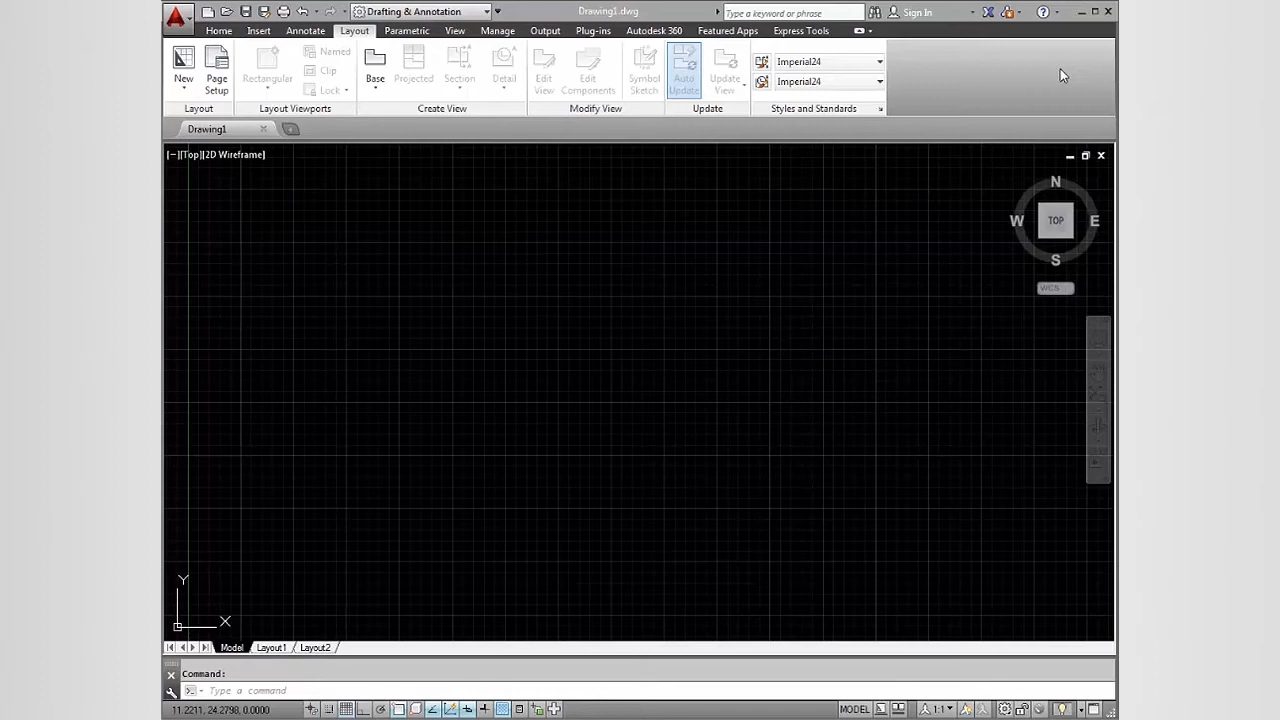 Drafting & Annotation
Drawing1.dwg
Type a keyword or phrase
Sign In
Home
Insert
Annotate
Layout
Parametric
View
Manage
Output
Plug-ins
Autodesk 360
Featured Apps
Express Tools
New
Page Setup
Rectangular
Named
Clip
Lock
Base
Projected
Section
Detail
Edit View
Edit Components
Symbol Sketch
Auto Update
Update View
Imperial24
Imperial24
Layout
Layout Viewports
Create View
Modify View
Update
Styles and Standards
Drawing1
[−][Top][2D Wireframe]
N
W
TOP
E
S
WCS
Y
X
Model
Layout1
Layout2
Command:
Type a command
11.2211, 24.2798, 0.0000
MODEL
1:1